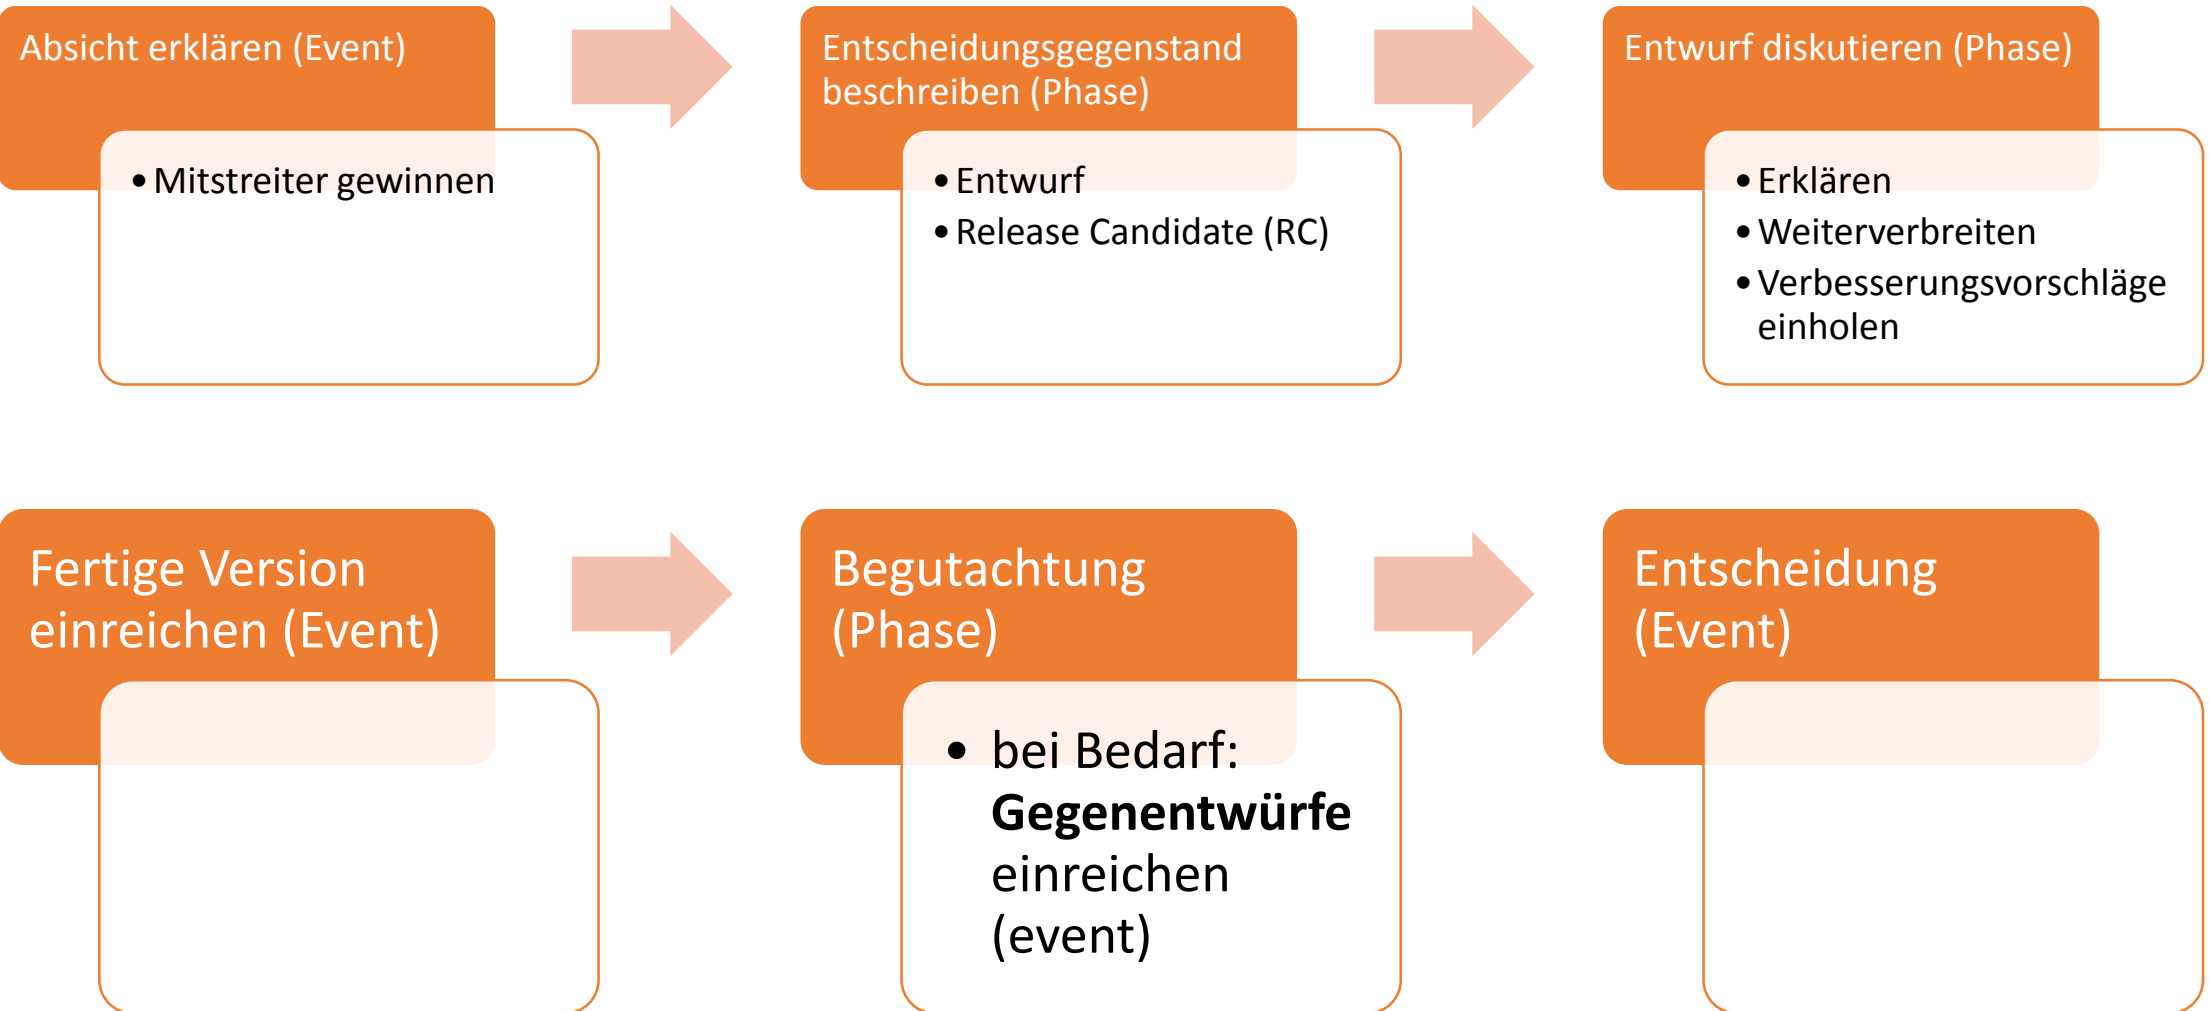 Absicht erklären (Event)
• Mitstreiter gewinnen
Entscheidungsgegenstand
beschreiben (Phase)
• Entwurf
• Release Candidate (RC)
Entwurf diskutieren (Phase)
• Erklären
• Weiterverbreiten
• Verbesserungsvorschläge
einholen
Fertige Version
einreichen (Event)
Begutachtung
(Phase)
• bei Bedarf:
Gegenentwürfe
einreichen
(event)
Entscheidung
(Event)